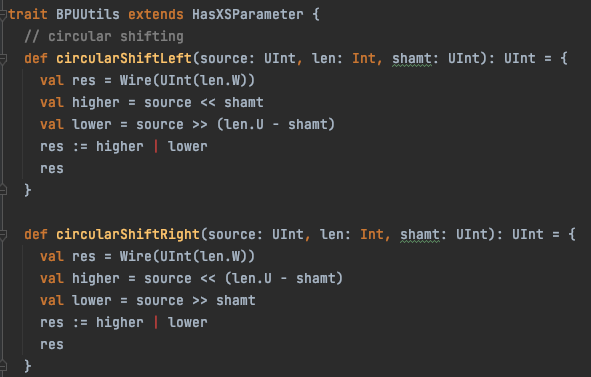 trait BPUUtils extends HasXSParameter {
  // circular shifting
  def circularShiftLeft(source: UInt, len: Int, shamt: UInt): UInt = {
    val res = Wire(UInt(len.W))
    val higher = source << shamt
    val lower = source >> (len.U - shamt)
    res := higher | lower
    res
  }

  def circularShiftRight(source: UInt, len: Int, shamt: UInt): UInt = {
    val res = Wire(UInt(len.W))
    val higher = source << (len.U - shamt)
    val lower = source >> shamt
    res := higher | lower
    res
  }